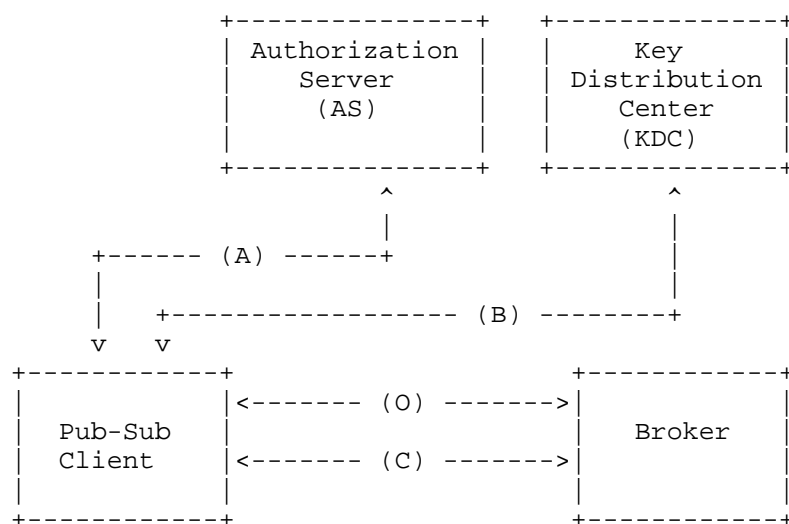 Authorization Key
Server Distribution
(AS) Center
(KDC)
(A)
(B)
(O)
Pub-Sub Broker
Client (C)